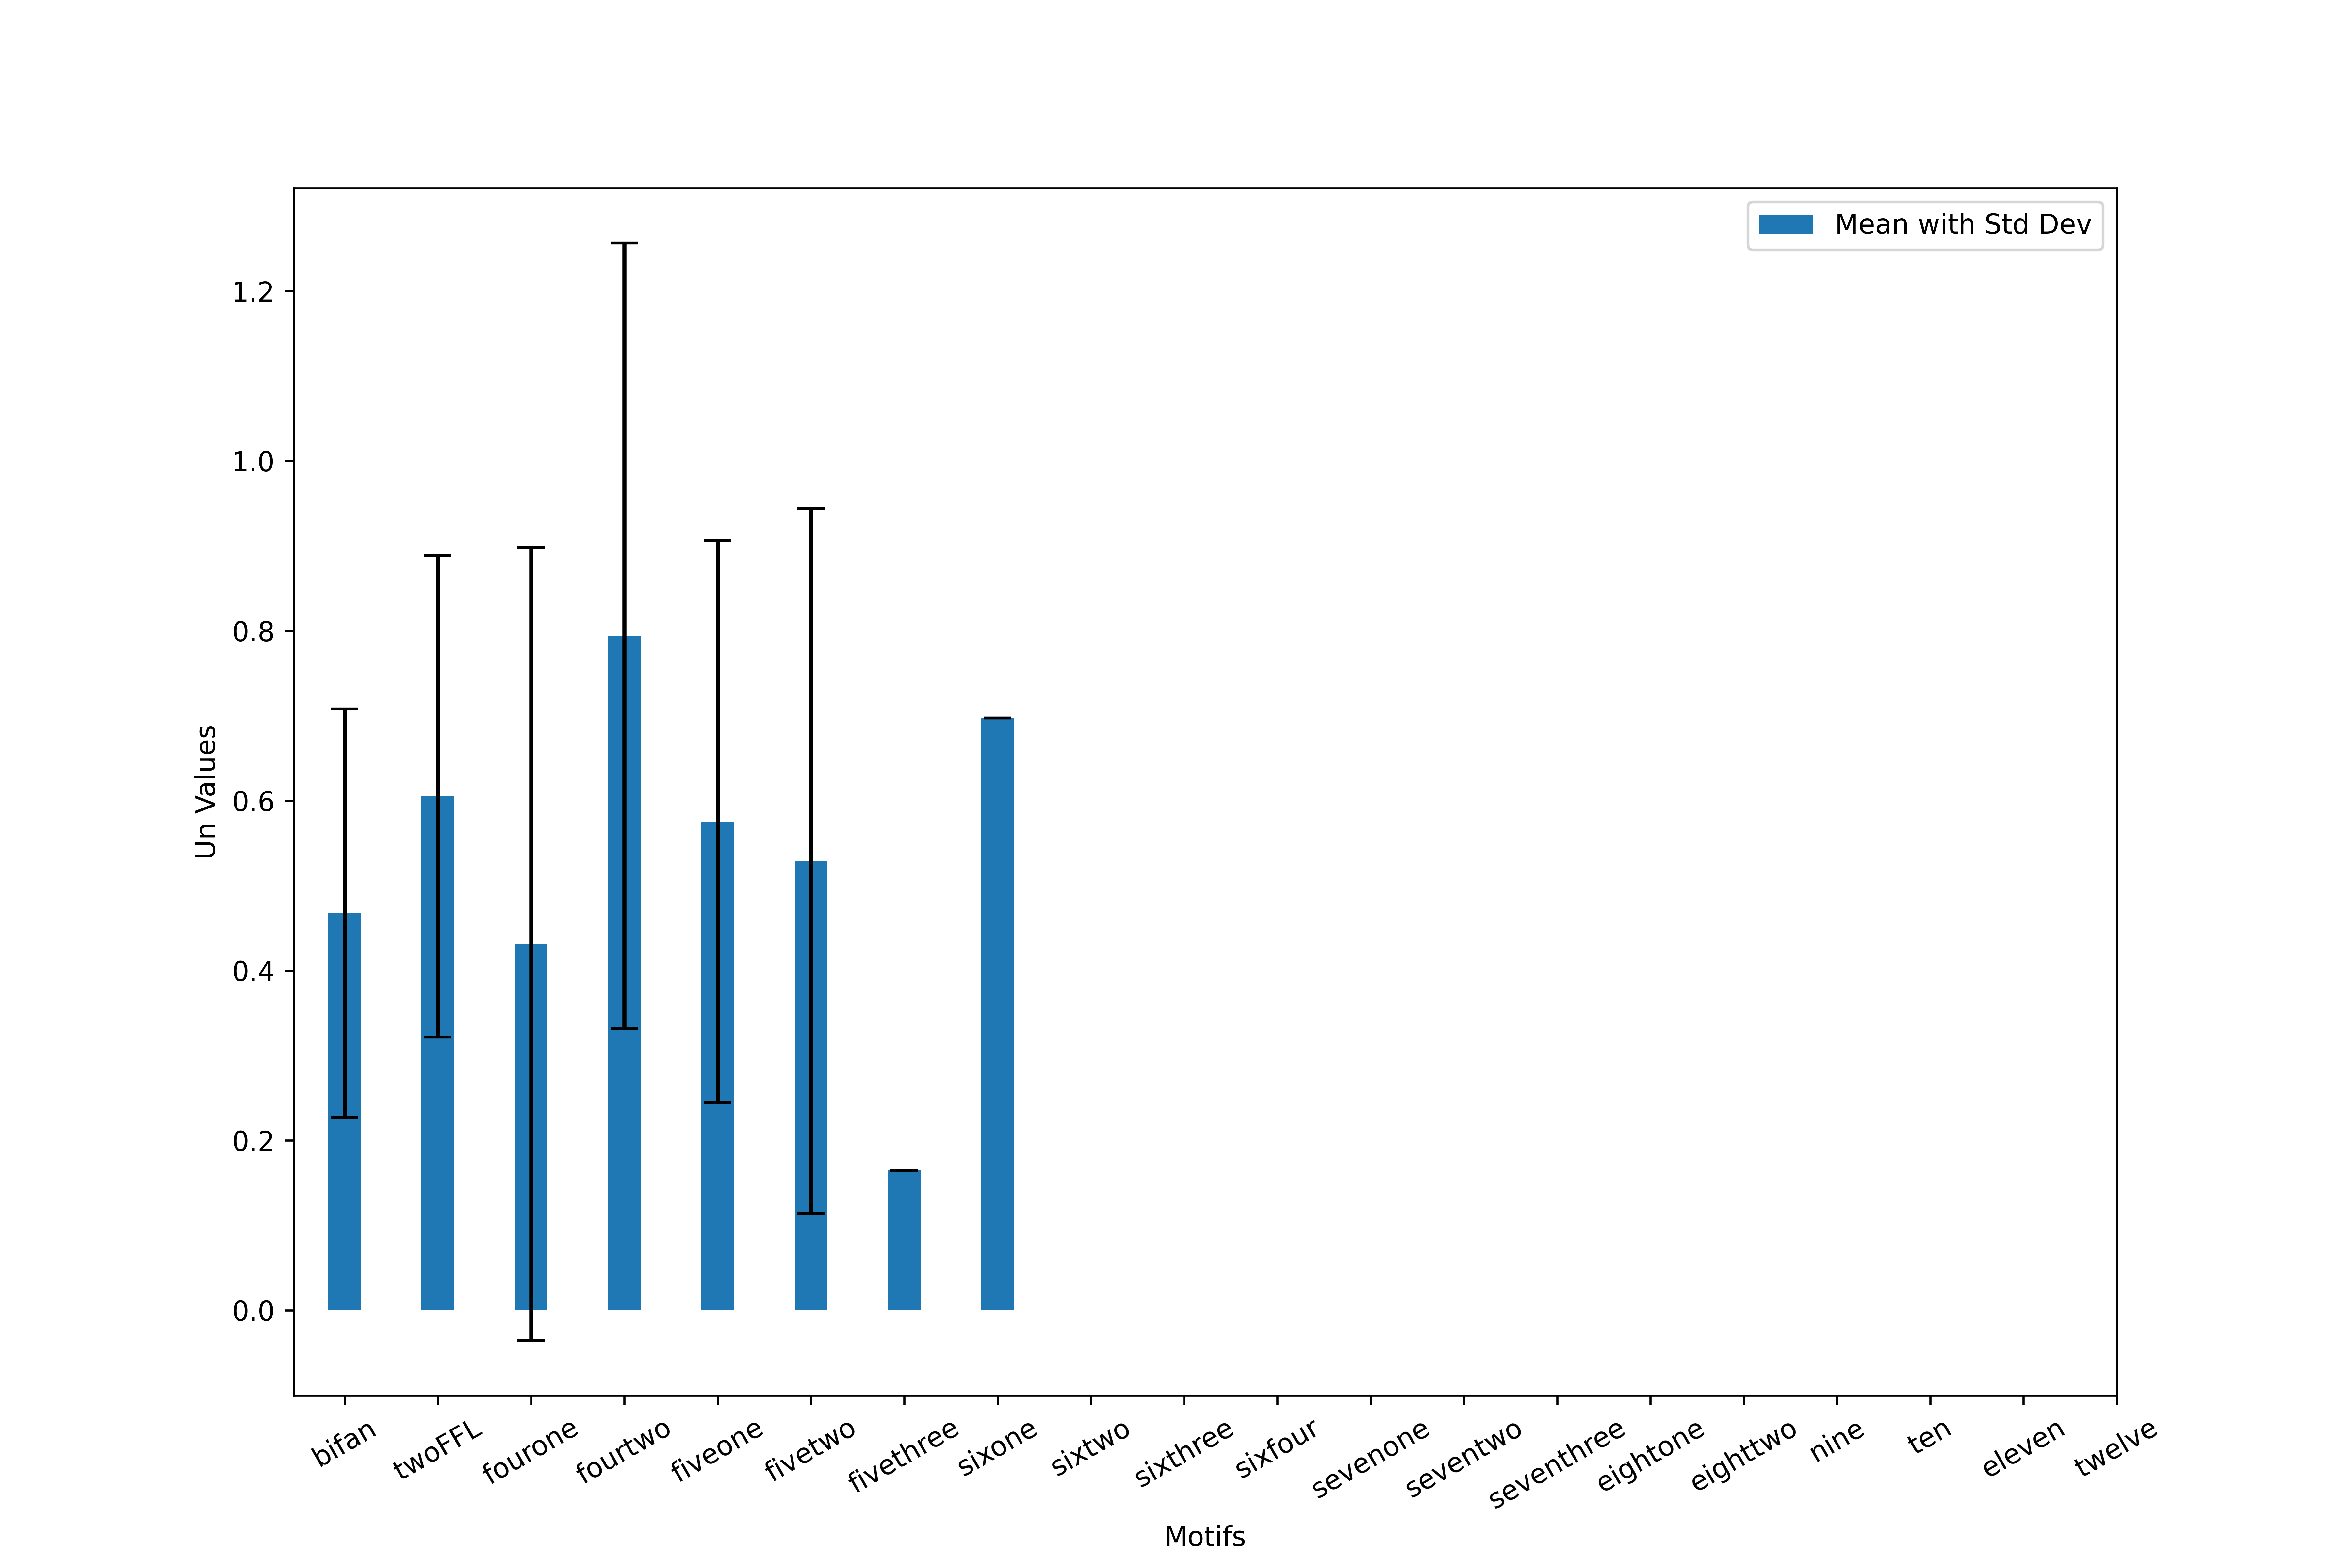 Mean with Std Dev
1.2
1.0
0.8
0.6
0.4
0.2
0.0
Un Values
bifan
twoFFL
fourone
fourtwo
fiveone
fivetwo
fivethree
sixone
sixtwo
sixthree
sixfour
sevenone
seventwo
seventhree
eightone
eighttwo
nine
ten
eleven
twelve
Motifs